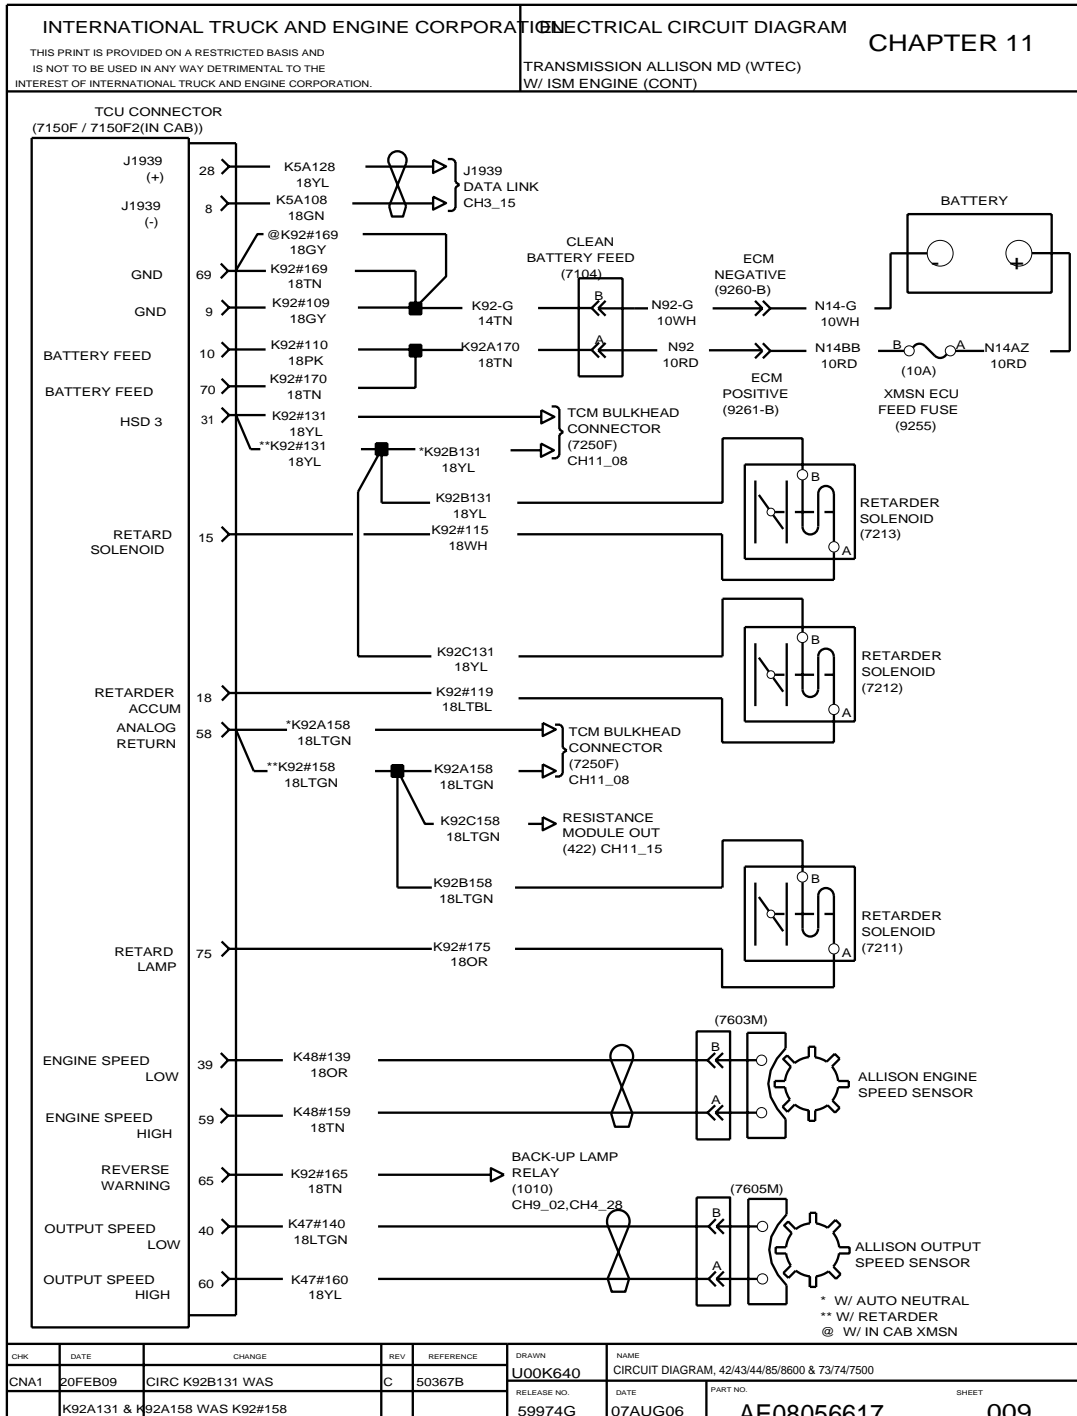 INTERNATIONAL TRUCK AND ENGINE CORPORATION
ELECTRICAL CIRCUIT DIAGRAM
CHAPTER 11
THIS PRINT IS PROVIDED ON A RESTRICTED BASIS AND
IS NOT TO BE USED IN ANY WAY DETRIMENTAL TO THE
INTEREST OF INTERNATIONAL TRUCK AND ENGINE CORPORATION.
TRANSMISSION ALLISON MD (WTEC)
W/ ISM ENGINE (CONT)
TCU CONNECTOR
(7150F / 7150F2(IN CAB))
J1939
(+)
28
K5A128
18YL
J1939
DATA LINK
CH3_15
J1939
(-)
8
K5A108
18GN
@K92#169
18GY
GND
69
K92#169
18TN
GND
9
K92#109
18GY
K92-G
14TN
CLEAN
BATTERY FEED
(7104)
B
A
N92-G
10WH
ECM
NEGATIVE
(9260-B)
N14-G
10WH
BATTERY
-
+
BATTERY FEED
10
K92#110
18PK
K92A170
18TN
N92
10RD
ECM
POSITIVE
(9261-B)
N14BB
10RD
B
A
(10A)
XMSN ECU
FEED FUSE
(9255)
N14AZ
10RD
BATTERY FEED
70
K92#170
18TN
HSD 3
31
K92#131
18YL
**K92#131
18YL
*K92B131
18YL
TCM BULKHEAD
CONNECTOR
(7250F)
CH11_08
K92B131
18YL
B
A
RETARDER
SOLENOID
(7213)
RETARD
SOLENOID
15
K92#115
18WH
K92C131
18YL
B
A
RETARDER
SOLENOID
(7212)
RETARDER
ACCUM
18
K92#119
18LTBL
ANALOG
RETURN
58
*K92A158
18LTGN
**K92#158
18LTGN
K92A158
18LTGN
TCM BULKHEAD
CONNECTOR
(7250F)
CH11_08
K92C158
18LTGN
RESISTANCE
MODULE OUT
(422) CH11_15
K92B158
18LTGN
B
A
RETARDER
SOLENOID
(7211)
RETARD
LAMP
75
K92#175
18OR
(7603M)
ENGINE SPEED
LOW
39
K48#139
18OR
B
A
ALLISON ENGINE
SPEED SENSOR
ENGINE SPEED
HIGH
59
K48#159
18TN
REVERSE
WARNING
65
K92#165
18TN
BACK-UP LAMP
RELAY
(1010)
CH9_02,CH4_28
(7605M)
OUTPUT SPEED
LOW
40
K47#140
18LTGN
B
A
ALLISON OUTPUT
SPEED SENSOR
OUTPUT SPEED
HIGH
60
K47#160
18YL
* W/ AUTO NEUTRAL
** W/ RETARDER
@ W/ IN CAB XMSN
CHK DATE CHANGE REV REFERENCE
CNA1 20FEB09 CIRC K92B131 WAS C 50367B
K92A131 & K92A158 WAS K92#158
DRAWN
U00K640
NAME
CIRCUIT DIAGRAM, 42/43/44/85/8600 & 73/74/7500
RELEASE NO.
59974G
DATE
07AUG06
PART NO.
AE08056617
SHEET
009